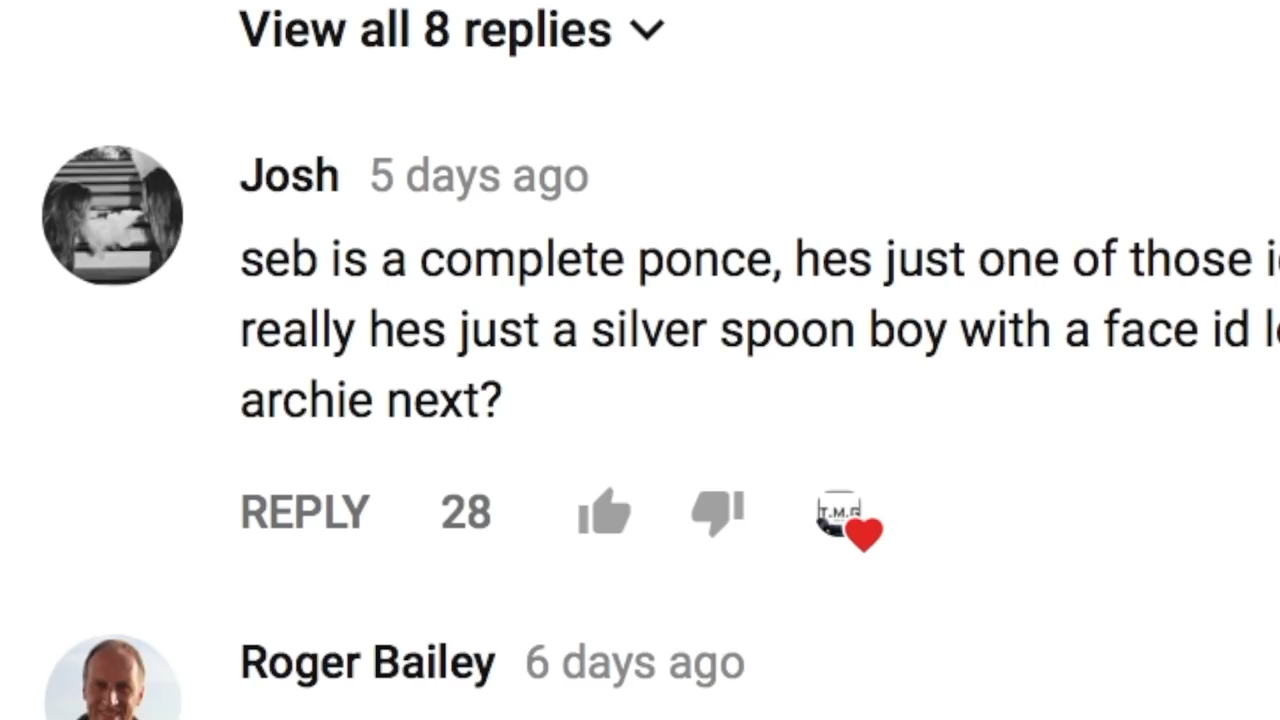 View all 8 replies
Josh 5 days ago
seb is a complete ponce, hes just one of those
really hes just a silver spoon boy with a face id
archie next?
REPLY 28
T.M.G
Roger Bailey 6 days ago